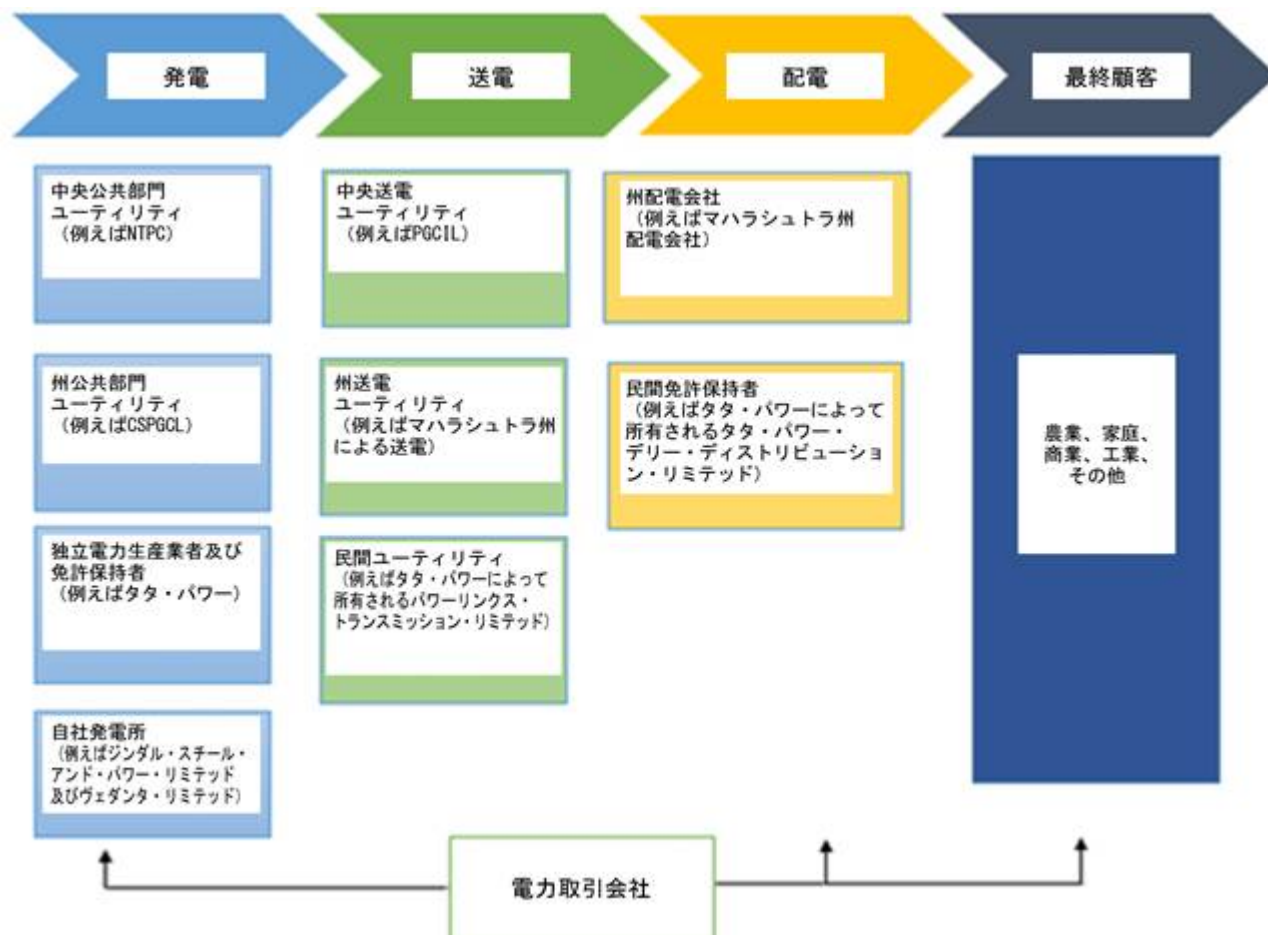 発電
送電
配電
最終顧客
中央公共部門
ユーティリティ
（例えばNTPC）
州公共部門
ユーティリティ
（例えばCSPGCL）
独立電力生産業者及び
免許保持者
（例えばタタ・パワー）
自社発電所
（例えばジンダル・スチール・
アンド・パワー・リミテッド
及びヴェダンタ・リミテッド）
中央送電
ユーティリティ
（例えばPGCIL）
州送電
ユーティリティ
（例えばマハラシュトラ州
による送電）
民間ユーティリティ
（例えばタタ・パワーによって
所有されるパワーリンクス・
トランスミッション・リミテッド）
州配電会社
（例えばマハラシュトラ州
配電会社）
民間免許保持者
（例えばタタ・パワーによって
所有されるタタ・パワー・
デリー・ディストリビューショ
ン・リミテッド）
農業、家庭、
商業、工業、
その他
電力取引会社